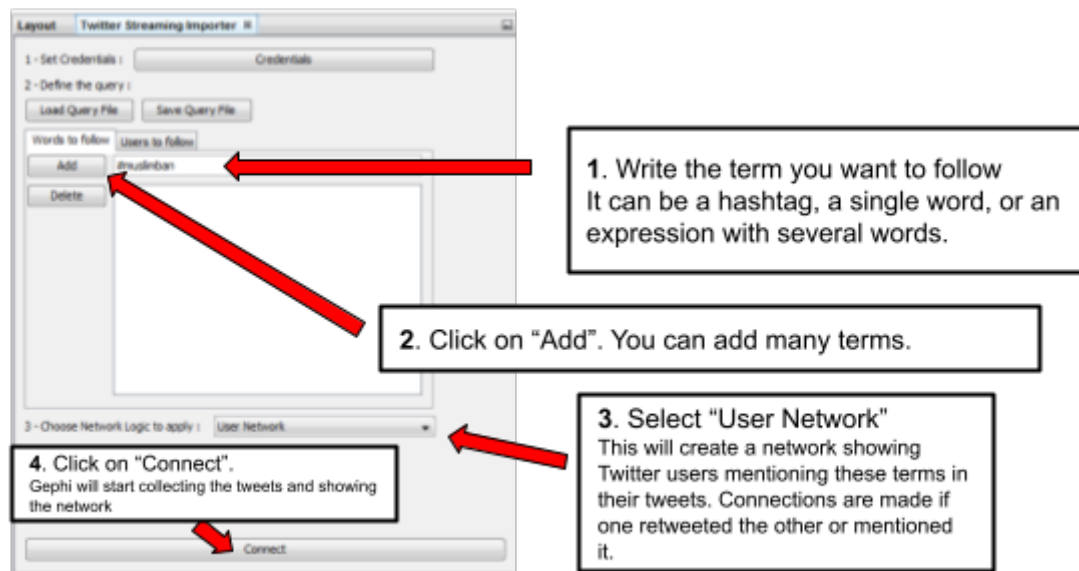 Layout
Twitter Streaming Importer
1 - Set Credentials :
Credentials
2 - Define the query :
Load Query File
Save Query File
Words to follow
Users to follow
Add
#muslimban
Delete
1. Write the term you want to follow
It can be a hashtag, a single word, or an
expression with several words.
2. Click on “Add”. You can add many terms.
3 - Choose Network Logic to apply :
User Network
3. Select “User Network”
This will create a network showing
Twitter users mentioning these terms in
their tweets. Connections are made if
one retweeted the other or mentioned
it.
4. Click on “Connect”.
Gephi will start collecting the tweets and showing
the network
Connect